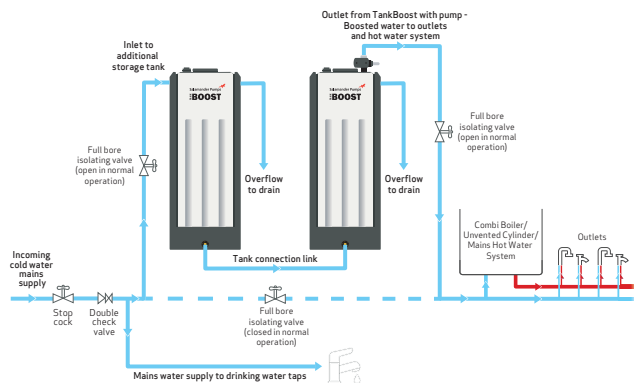 Outlet from TankBoost with pump -
Boosted water to outlets
and hot water system
Inlet to
additional
storage tank
Salamander Pumps
BOOST
Salamander Pumps
BOOST
Full bore
isolating valve
(open in normal
operation)
Full bore
isolating valve
(open in normal
operation)
Overflow
to drain
Overflow
to drain
Combi Boiler/
Unvented Cylinder/
Mains Hot Water
System
Outlets
Incoming
cold water
mains
supply
Tank connection link
Stop
cock
Double
check
valve
Full bore
isolating valve
(closed in normal
operation)
Mains water supply to drinking water taps